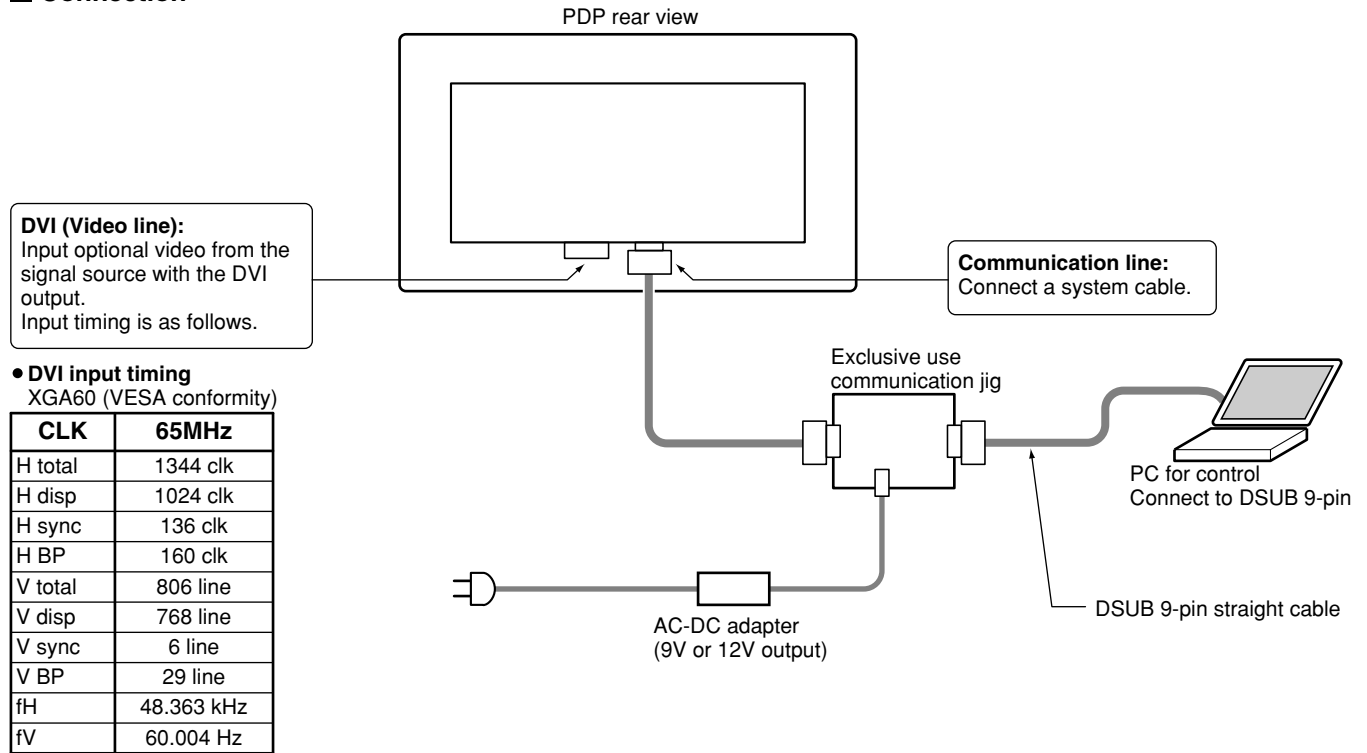 ■ Connection
PDP rear view
DVI (Video line):
Input optional video from the
signal source with the DVI
output.
Input timing is as follows.
Communication line:
Connect a system cable.
● DVI input timing
XGA60 (VESA conformity)
CLK 65MHz
H total 1344 clk
H disp 1024 clk
H sync 136 clk
H BP 160 clk
V total 806 line
V disp 768 line
V sync 6 line
V BP 29 line
fH 48.363 kHz
fV 60.004 Hz
Exclusive use
communication jig
PC for control
Connect to DSUB 9-pin
DSUB 9-pin straight cable
AC-DC adapter
(9V or 12V output)